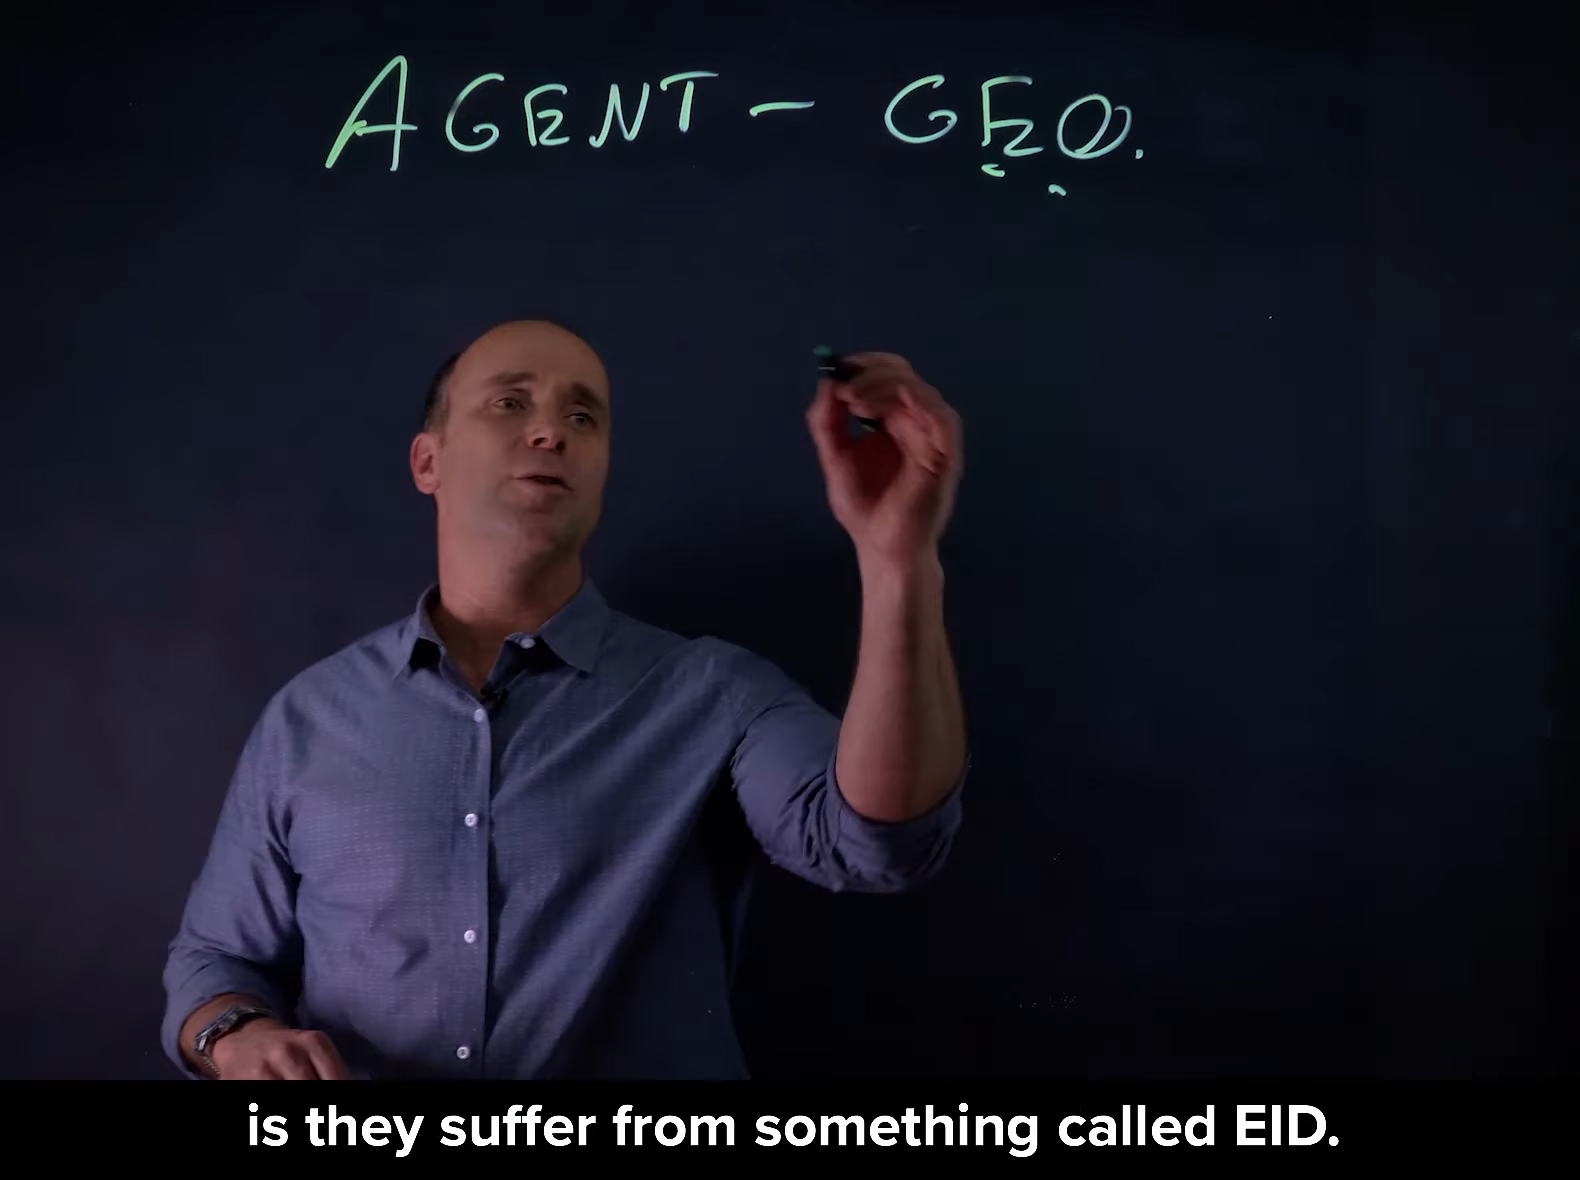 AGENT - GEO.
is they suffer from something called EID.